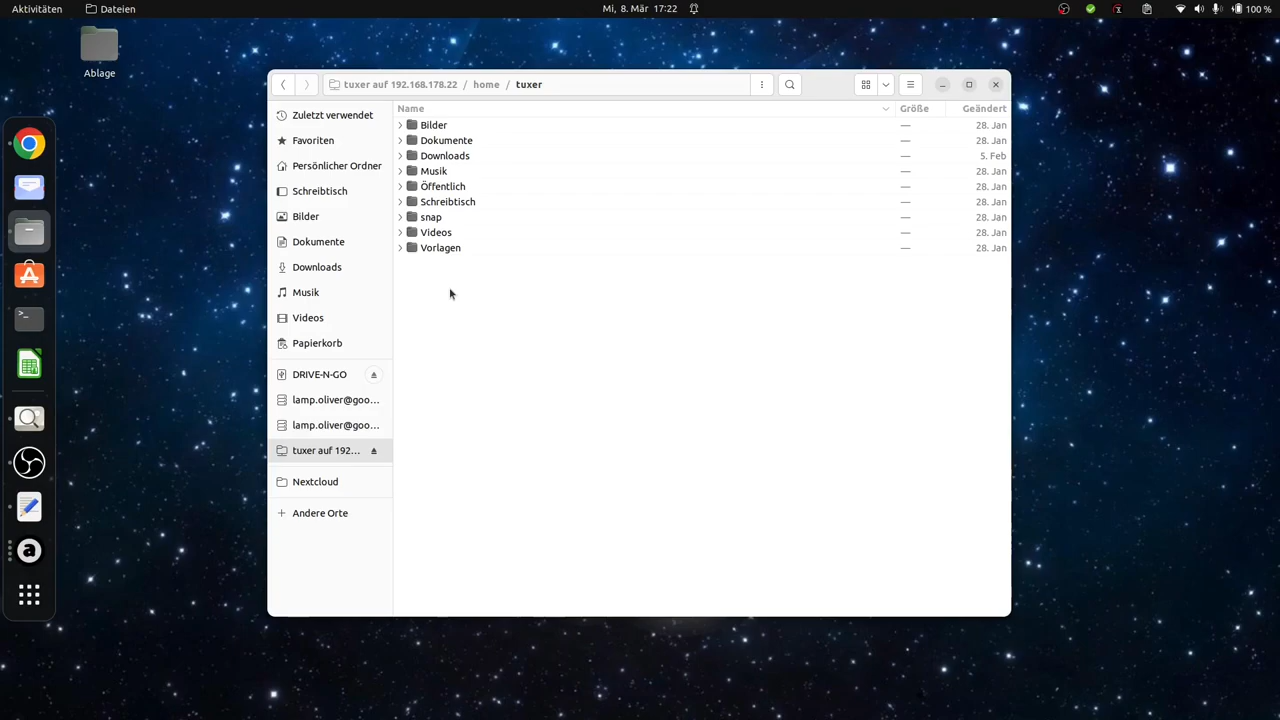 Aktivitäten Dateien Mi, 8. Mär 17:22 100 %
Ablage
tuxer auf 192.168.178.22 / home / tuxer
Zuletzt verwendet
Favoriten
Persönlicher Ordner
Schreibtisch
Bilder
Dokumente
Downloads
Musik
Videos
Papierkorb
DRIVE-N-GO
lamp.oliver@goo...
lamp.oliver@goo...
tuxer auf 192...
Nextcloud
+ Andere Orte
Name Größe Geändert
Bilder — 28. Jan
Dokumente — 28. Jan
Downloads — 5. Feb
Musik — 28. Jan
Öffentlich — 28. Jan
Schreibtisch — 28. Jan
snap — 28. Jan
Videos — 28. Jan
Vorlagen — 28. Jan